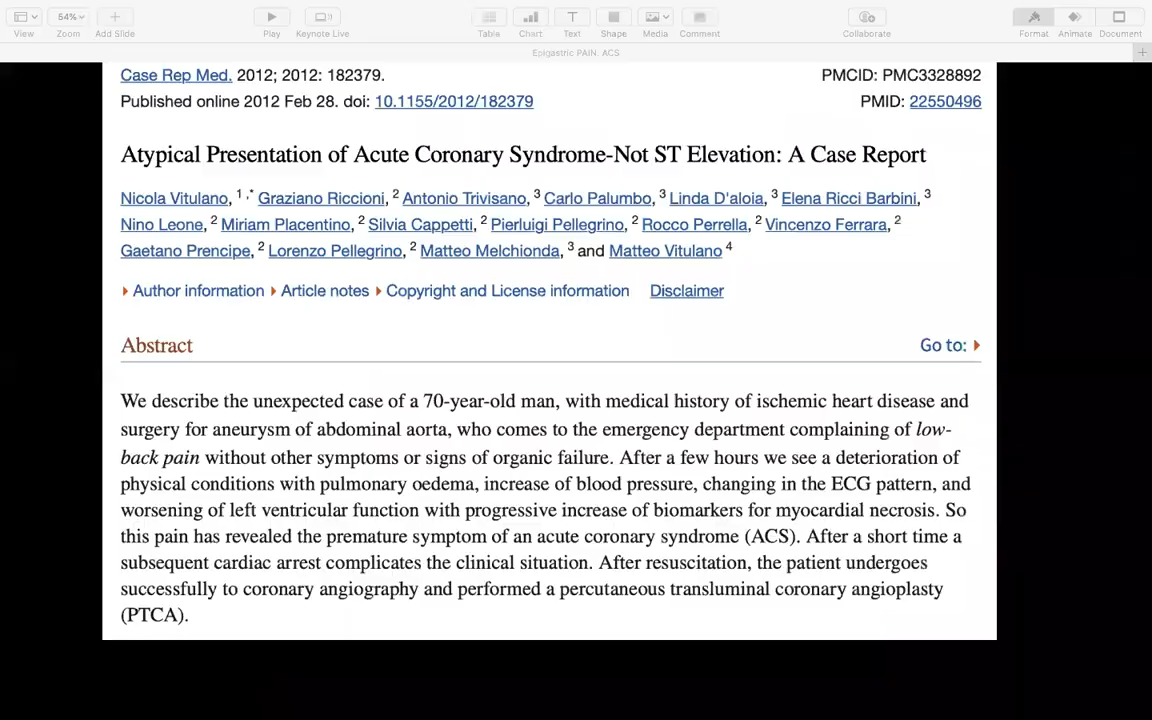 54%
View
Zoom
Add Slide
Play
Keynote Live
Table
Chart
Text
Shape
Media
Comment
Collaborate
Format
Animate
Document
Epigastric PAIN. ACS
Case Rep Med. 2012; 2012: 182379.
PMCID: PMC3328892
Published online 2012 Feb 28. doi: 10.1155/2012/182379
PMID: 22550496
Atypical Presentation of Acute Coronary Syndrome-Not ST Elevation: A Case Report
Nicola Vitulano, 1,* Graziano Riccioni, 2 Antonio Trivisano, 3 Carlo Palumbo, 3 Linda D'aloia, 3 Elena Ricci Barbini, 3
Nino Leone, 2 Miriam Placentino, 2 Silvia Cappetti, 2 Pierluigi Pellegrino, 2 Rocco Perrella, 2 Vincenzo Ferrara, 2
Gaetano Prencipe, 2 Lorenzo Pellegrino, 2 Matteo Melchionda, 3 and Matteo Vitulano 4
Author information Article notes Copyright and License information Disclaimer
Abstract
Go to:
We describe the unexpected case of a 70-year-old man, with medical history of ischemic heart disease and
surgery for aneurysm of abdominal aorta, who comes to the emergency department complaining of low-
back pain without other symptoms or signs of organic failure. After a few hours we see a deterioration of
physical conditions with pulmonary oedema, increase of blood pressure, changing in the ECG pattern, and
worsening of left ventricular function with progressive increase of biomarkers for myocardial necrosis. So
this pain has revealed the premature symptom of an acute coronary syndrome (ACS). After a short time a
subsequent cardiac arrest complicates the clinical situation. After resuscitation, the patient undergoes
successfully to coronary angiography and performed a percutaneous transluminal coronary angioplasty
(PTCA).